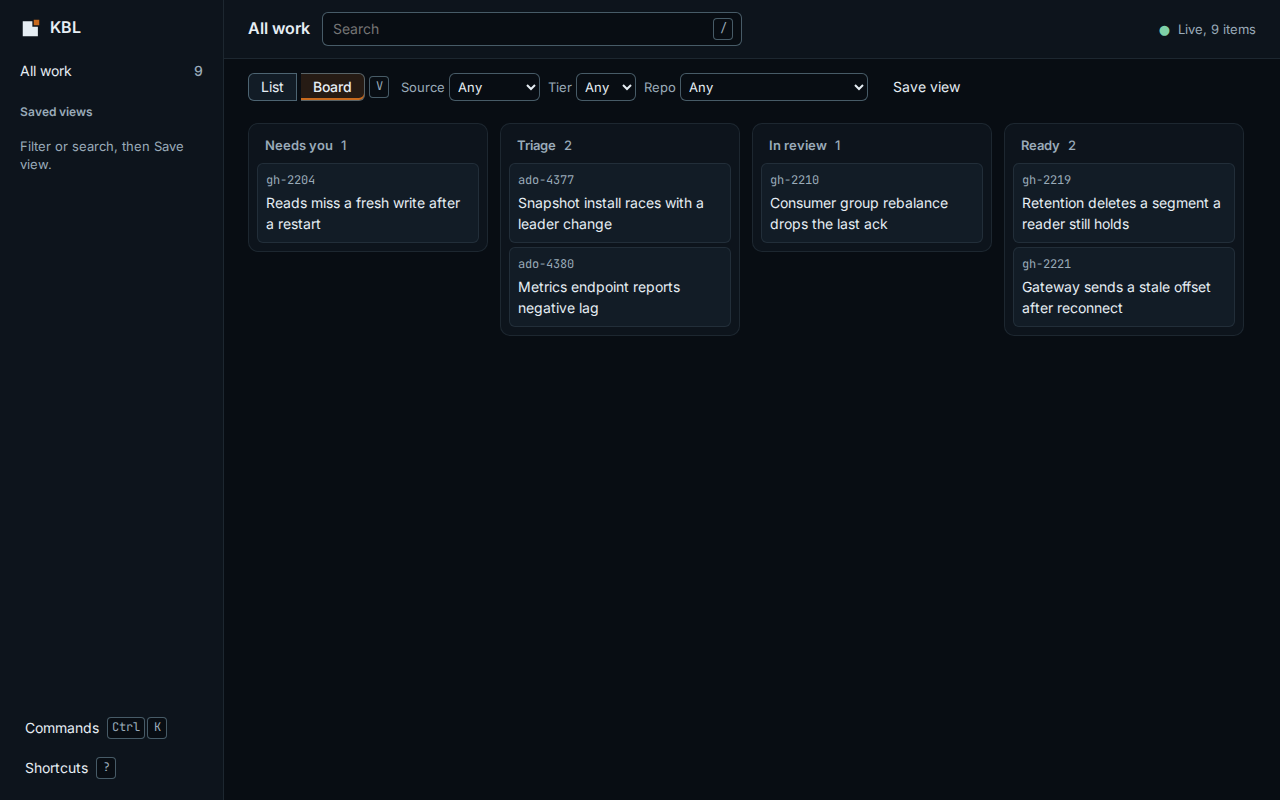 KBL
All work 9
Saved views
Filter or search, then Save
view.
Commands Ctrl K
Shortcuts ?
All work
Search /
Live, 9 items
List Board V Source Any Tier Any Repo Any Save view
Needs you 1
gh-2204
Reads miss a fresh write after
a restart
Triage 2
ado-4377
Snapshot install races with a
leader change
ado-4380
Metrics endpoint reports
negative lag
In review 1
gh-2210
Consumer group rebalance
drops the last ack
Ready 2
gh-2219
Retention deletes a segment a
reader still holds
gh-2221
Gateway sends a stale offset
after reconnect